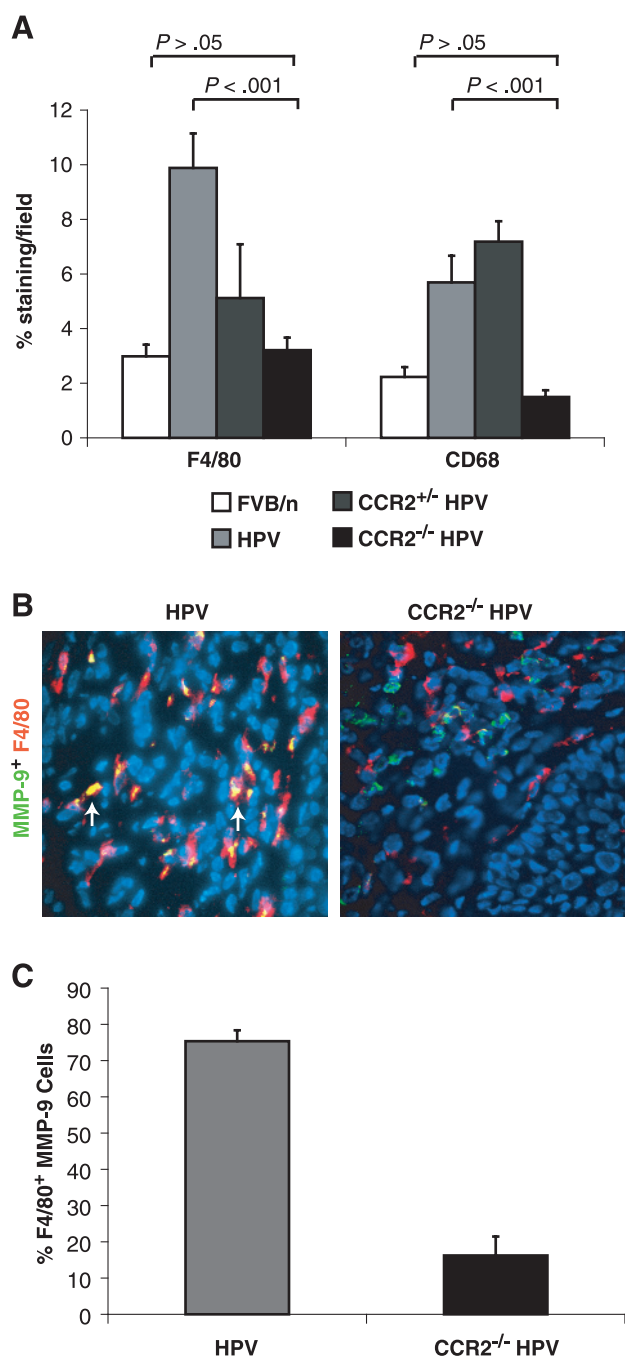 A
P > .05
P > .05
P < .001
P < .001
12
10
8
6
4
2
0
% staining/field
F4/80
CD68
FVB/n
CCR2+/- HPV
HPV
CCR2-/- HPV
B
HPV
CCR2-/- HPV
MMP-9+ F4/80
C
90
80
70
60
50
40
30
20
10
0
% F4/80+ MMP-9 Cells
HPV
CCR2-/- HPV